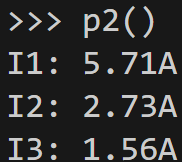 >>> p2()
I1: 5.71A
I2: 2.73A
I3: 1.56A